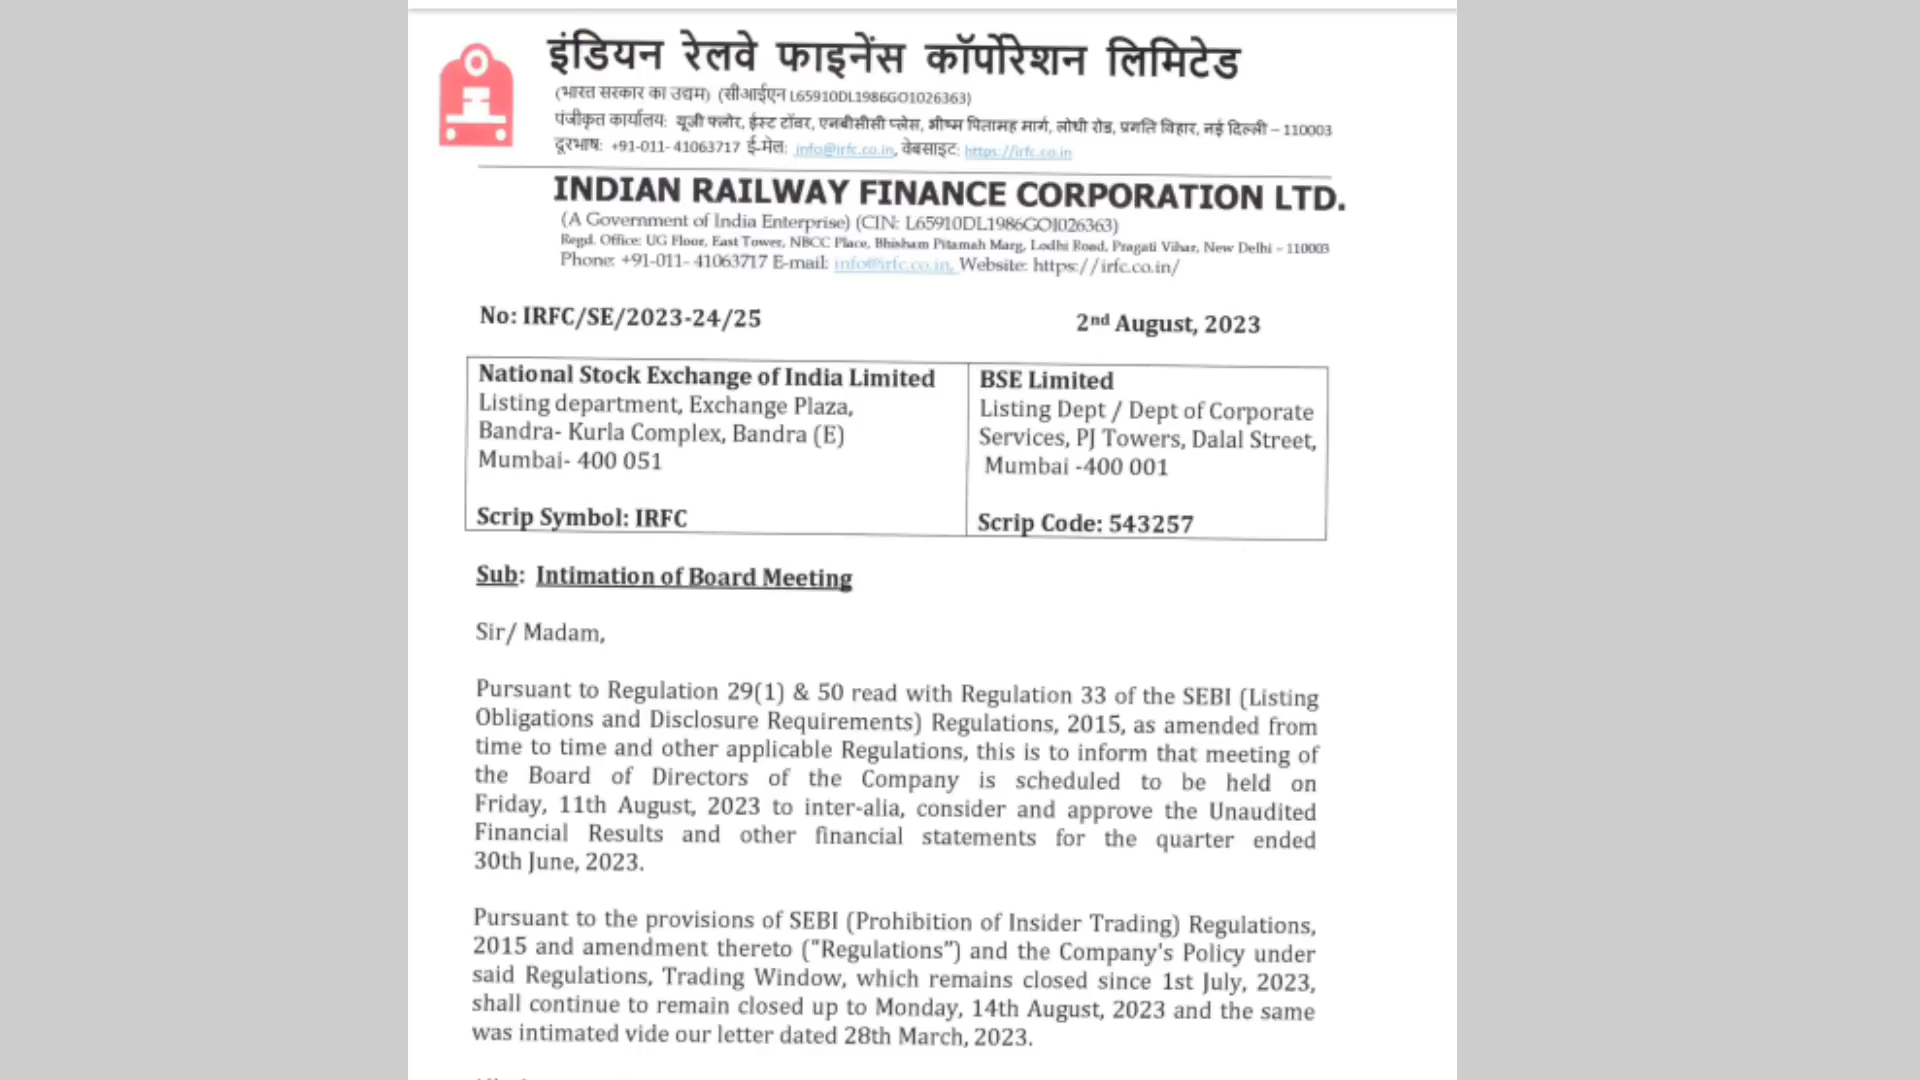 इंडियन रेलवे फाइनेंस कॉर्पोरेशन लिमिटेड
(भारत सरकार का उद्यम) (सीआईएन L65910DL1986GOI026363)
पंजीकृत कार्यालय: यूजी फ्लोर, ईस्ट टॉवर, एनबीसीसी प्लेस, भीष्म पितामह मार्ग, लोधी रोड, प्रगति विहार, नई दिल्ली – 110003
दूरभाष: +91-011- 41063717 ई-मेल: info@irfc.co.in, वेबसाइट: https://irfc.co.in
INDIAN RAILWAY FINANCE CORPORATION LTD.
(A Government of India Enterprise) (CIN: L65910DL1986GOI026363)
Regd. Office: UG Floor, East Tower, NBCC Place, Bhisham Pitamah Marg, Lodhi Road, Pragati Vihar, New Delhi – 110003
Phone: +91-011- 41063717 E-mail: info@irfc.co.in, Website: https://irfc.co.in/
No: IRFC/SE/2023-24/25
2nd August, 2023
National Stock Exchange of India Limited
Listing department, Exchange Plaza,
Bandra- Kurla Complex, Bandra (E)
Mumbai- 400 051
Scrip Symbol: IRFC
BSE Limited
Listing Dept / Dept of Corporate
Services, PJ Towers, Dalal Street,
Mumbai -400 001
Scrip Code: 543257
Sub: Intimation of Board Meeting
Sir/ Madam,
Pursuant to Regulation 29(1) & 50 read with Regulation 33 of the SEBI (Listing
Obligations and Disclosure Requirements) Regulations, 2015, as amended from
time to time and other applicable Regulations, this is to inform that meeting of
the Board of Directors of the Company is scheduled to be held on
Friday, 11th August, 2023 to inter-alia, consider and approve the Unaudited
Financial Results and other financial statements for the quarter ended
30th June, 2023.
Pursuant to the provisions of SEBI (Prohibition of Insider Trading) Regulations,
2015 and amendment thereto ("Regulations") and the Company's Policy under
said Regulations, Trading Window, which remains closed since 1st July, 2023,
shall continue to remain closed up to Monday, 14th August, 2023 and the same
was intimated vide our letter dated 28th March, 2023.